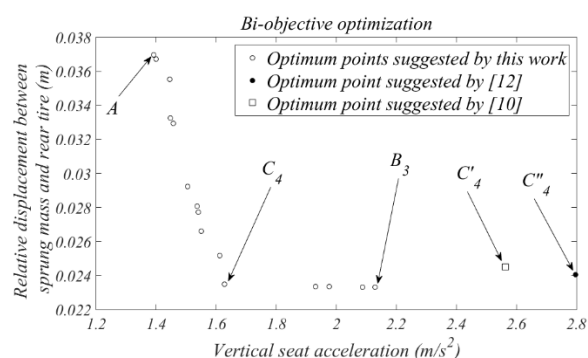 Bi-objective optimization
0.038
0.036
0.034
0.032
0.03
0.028
0.026
0.024
0.022
Relative displacement between
sprung mass and rear tire (m)
Optimum points suggested by this work
Optimum point suggested by [12]
Optimum point suggested by [10]
A
C4
B3
C'4
C"4
1.2 1.4 1.6 1.8 2 2.2 2.4 2.6 2.8
Vertical seat acceleration (m/s²)